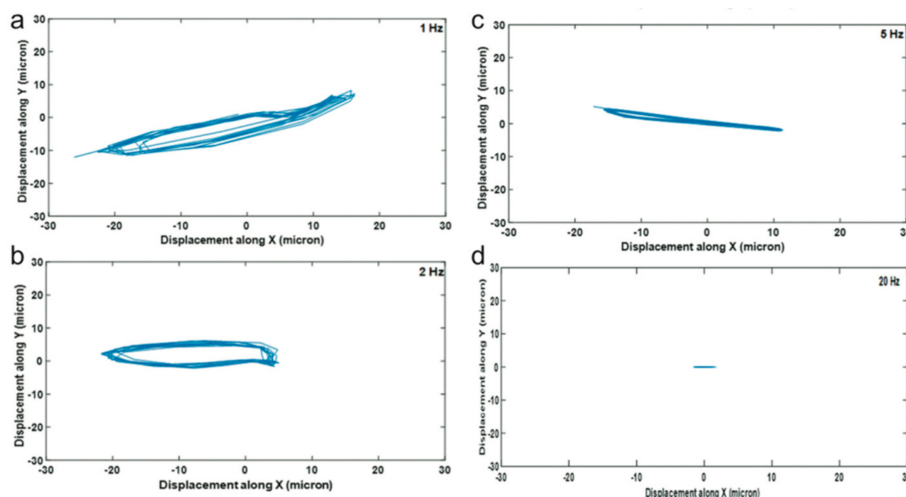 a
1 Hz
Displacement along Y (micron)
30
20
10
0
-10
-20
-30
-30 -20 -10 0 10 20 30
Displacement along X (micron)
b
2 Hz
Displacement along Y (micron)
30
20
10
0
-10
-20
-30
-30 -20 -10 0 10 20 30
Displacement along X (micron)
c
5 Hz
Displacement along Y (micron)
30
20
10
0
-10
-20
-30
-30 -20 -10 0 10 20 30
Displacement along X (micron)
d
20 Hz
Displacement along Y (micron)
30
20
10
0
-10
-20
-30
-30 -20 -10 0 10 20 30
Displacement along X (micron)